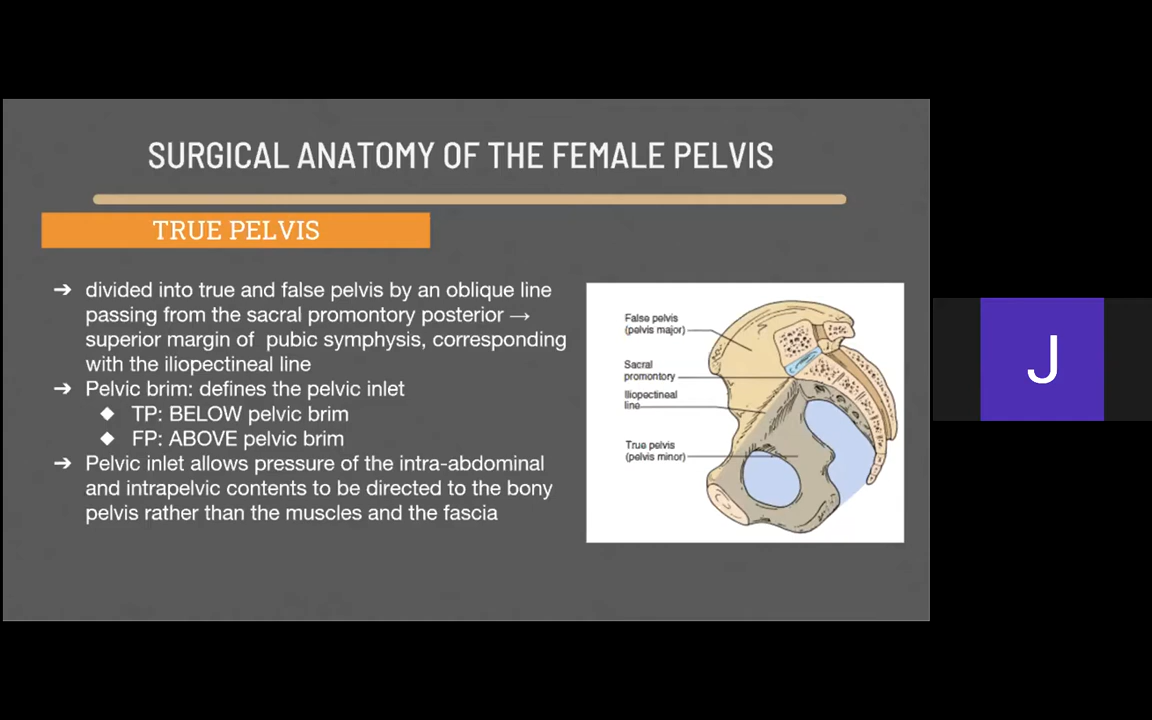 SURGICAL ANATOMY OF THE FEMALE PELVIS
TRUE PELVIS
➔ divided into true and false pelvis by an oblique line
passing from the sacral promontory posterior →
superior margin of pubic symphysis, corresponding
with the iliopectineal line
➔ Pelvic brim: defines the pelvic inlet
◆ TP: BELOW pelvic brim
◆ FP: ABOVE pelvic brim
➔ Pelvic inlet allows pressure of the intra-abdominal
and intrapelvic contents to be directed to the bony
pelvis rather than the muscles and the fascia
False pelvis
(pelvis major)
Sacral
promontory
Iliopectineal
line
True pelvis
(pelvis minor)
J